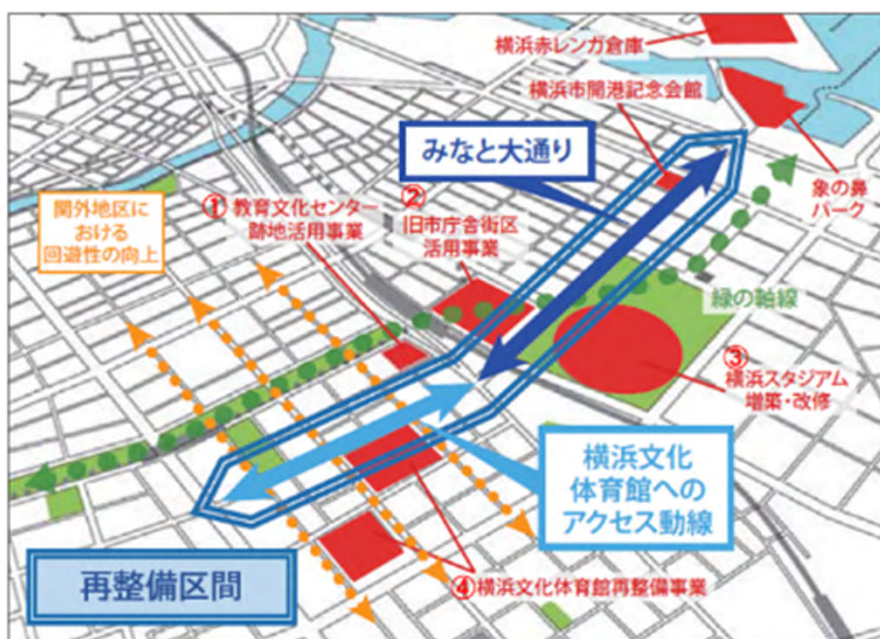 横浜赤レンガ倉庫
横浜市開港記念会館
みなと大通り
象の鼻
パーク
関外地区に
おける
回遊性の向上
①教育文化センター
跡地活用事業
②
旧市庁舎街区
活用事業
緑の軸線
③
横浜スタジアム
増築・改修
横浜文化
体育館への
アクセス動線
再整備区間
④横浜文化体育館再整備事業